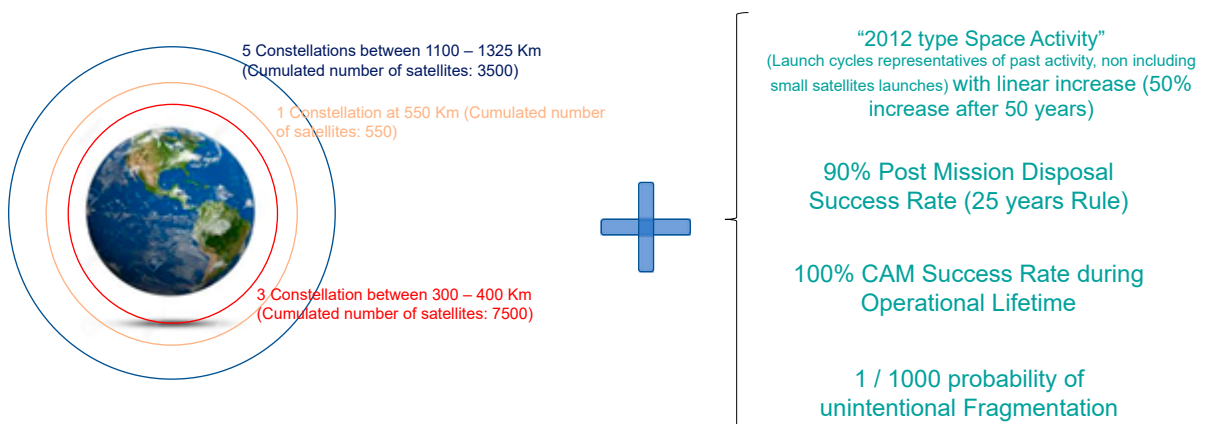 5 Constellations between 1100 – 1325 Km
(Cumulated number of satellites: 3500)
1 Constellation at 550 Km (Cumulated number
of satellites: 550)
3 Constellation between 300 – 400 Km
(Cumulated number of satellites: 7500)
“2012 type Space Activity”
(Launch cycles representatives of past activity, non including
small satellites launches) with linear increase (50%
increase after 50 years)
90% Post Mission Disposal
Success Rate (25 years Rule)
100% CAM Success Rate during
Operational Lifetime
1 / 1000 probability of
unintentional Fragmentation